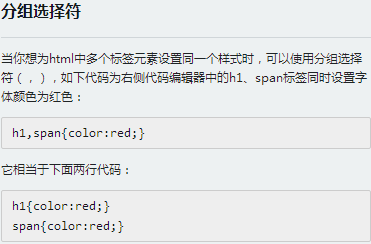 分组选择符
当你想为html中多个标签元素设置同一个样式时，可以使用分组选择
符（，），如下代码为右侧代码编辑器中的h1、span标签同时设置字
体颜色为红色：
h1,span{color:red;}
它相当于下面两行代码：
h1{color:red;}
span{color:red;}